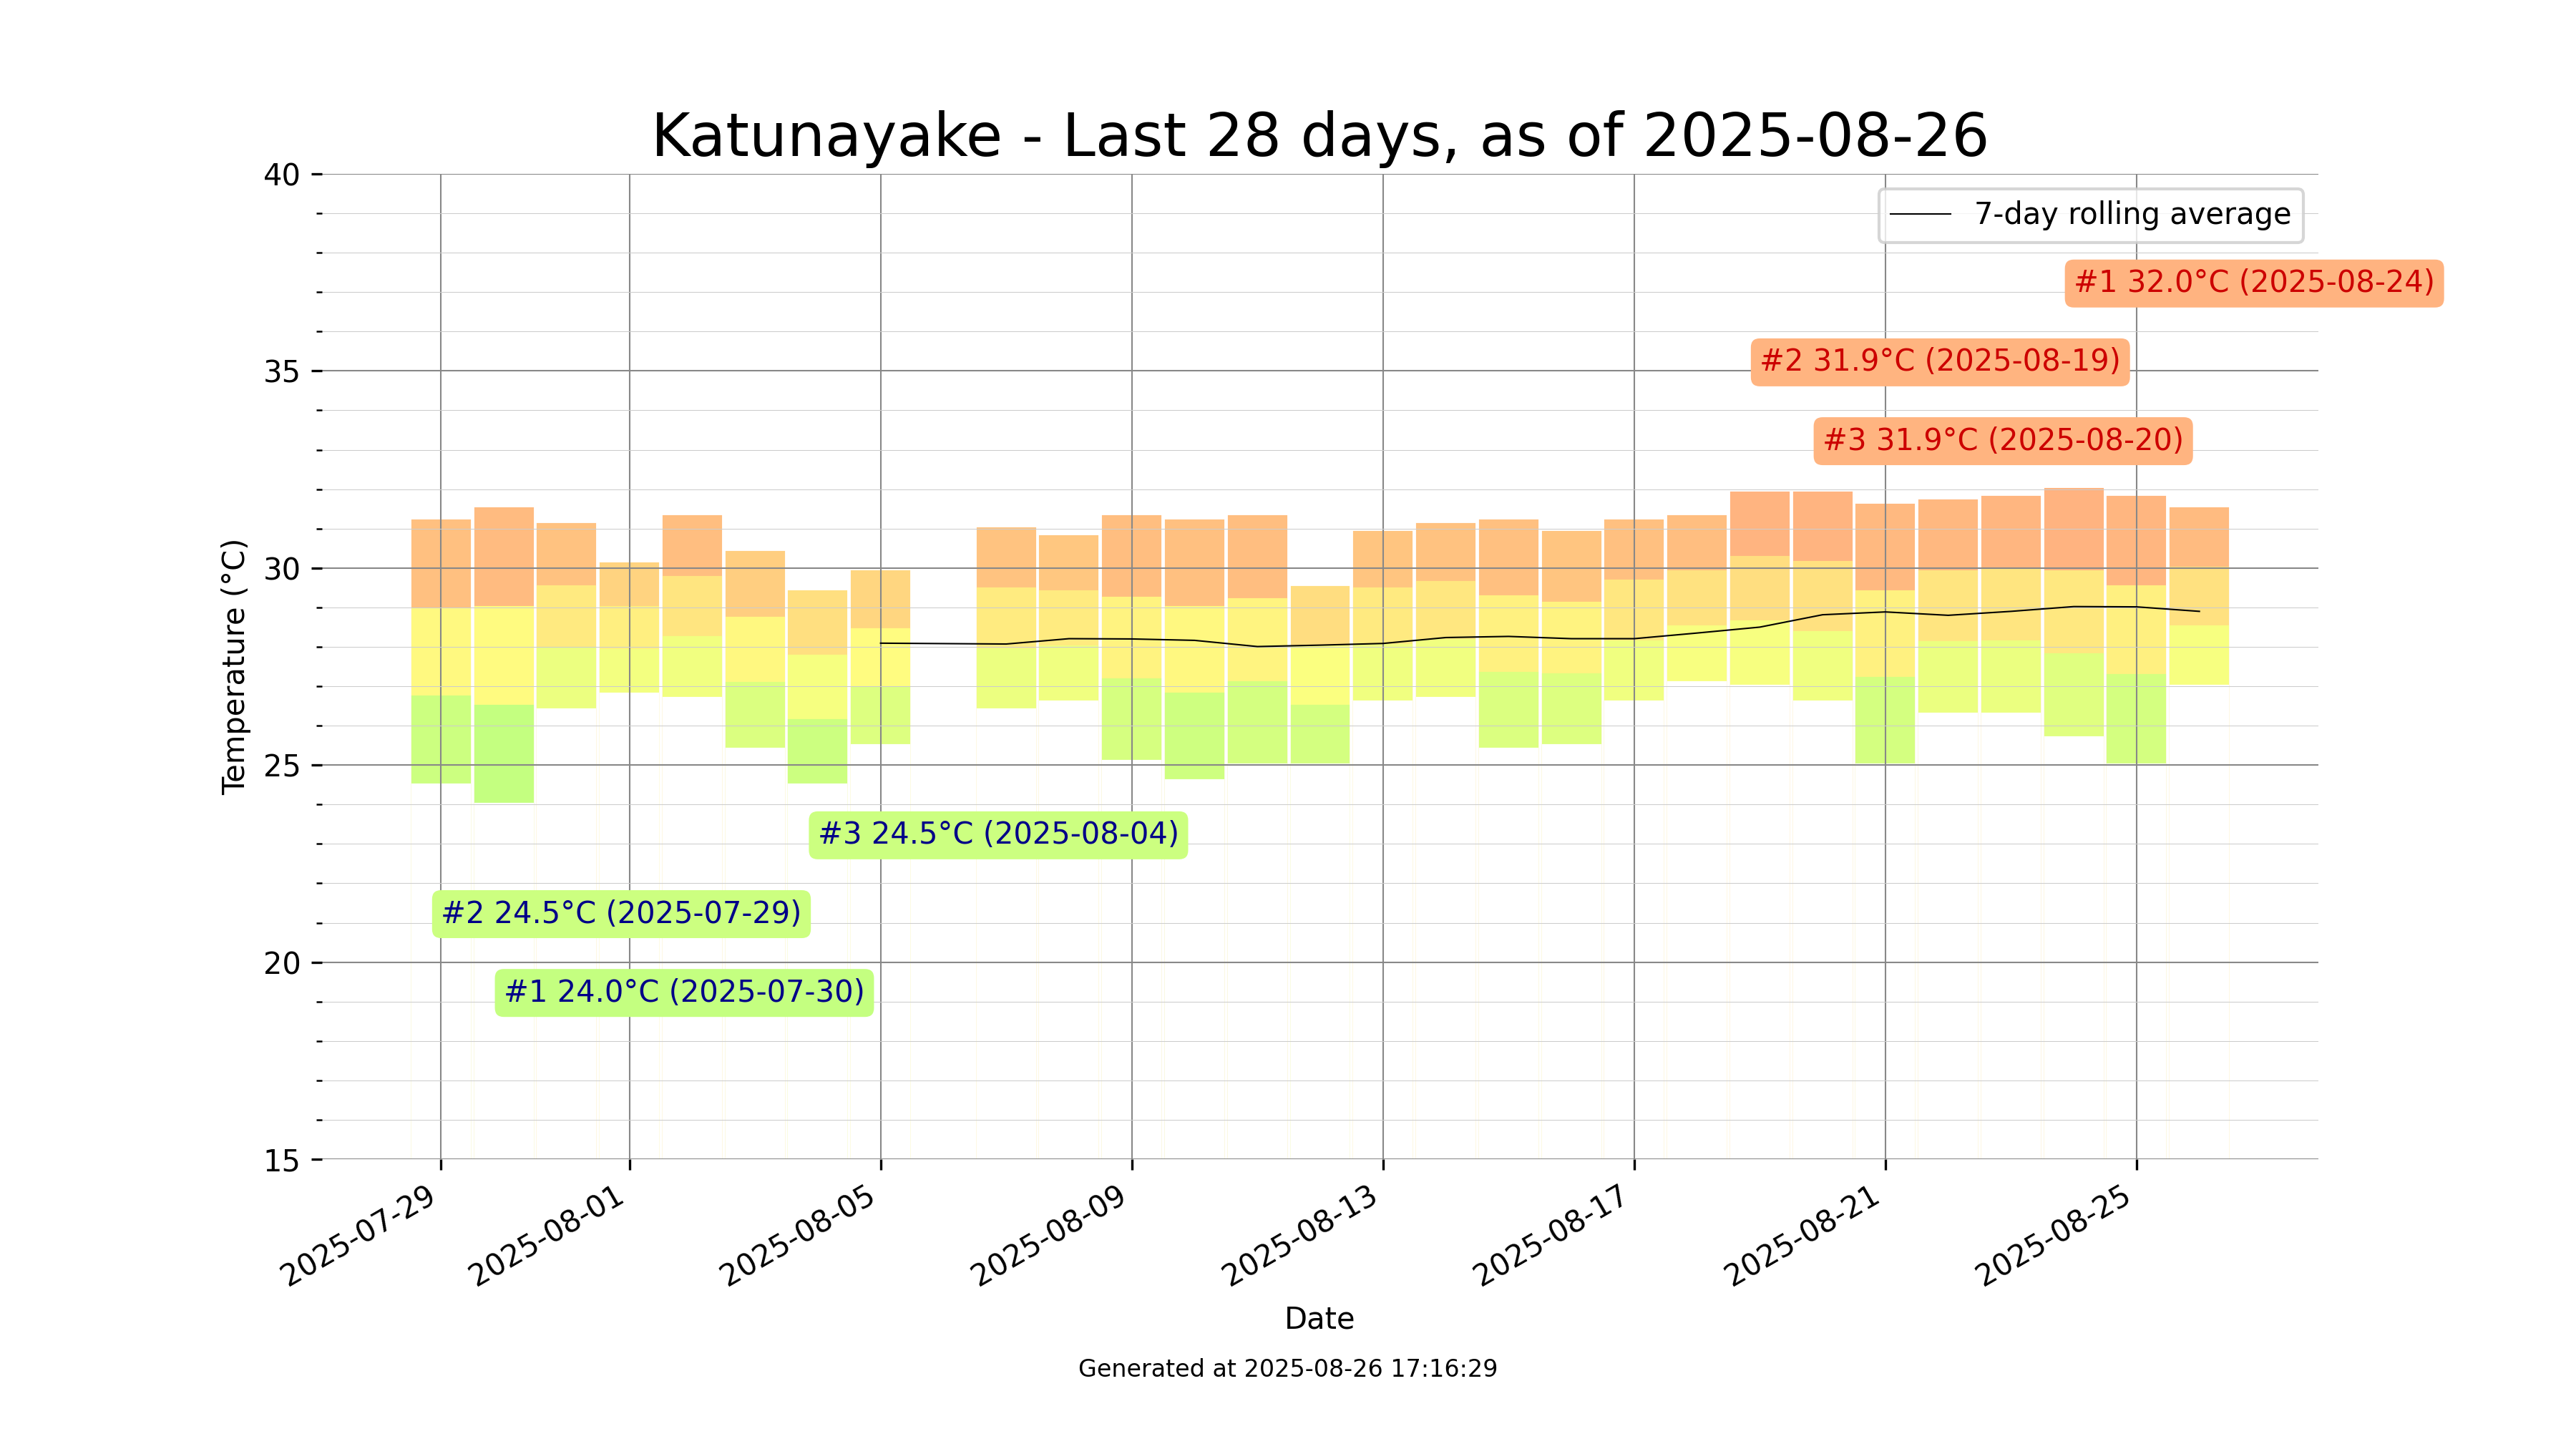 Katunayake - Last 28 days, as of 2025-08-26
40
7-day rolling average
#1 32.0°C (2025-08-24)
35
#2 31.9°C (2025-08-19)
#3 31.9°C (2025-08-20)
30
Temperature (°C)
25
#3 24.5°C (2025-08-04)
#2 24.5°C (2025-07-29)
20
#1 24.0°C (2025-07-30)
15
2025-07-29
2025-08-01
2025-08-05
2025-08-09
2025-08-13
2025-08-17
2025-08-21
2025-08-25
Date
Generated at 2025-08-26 17:16:29